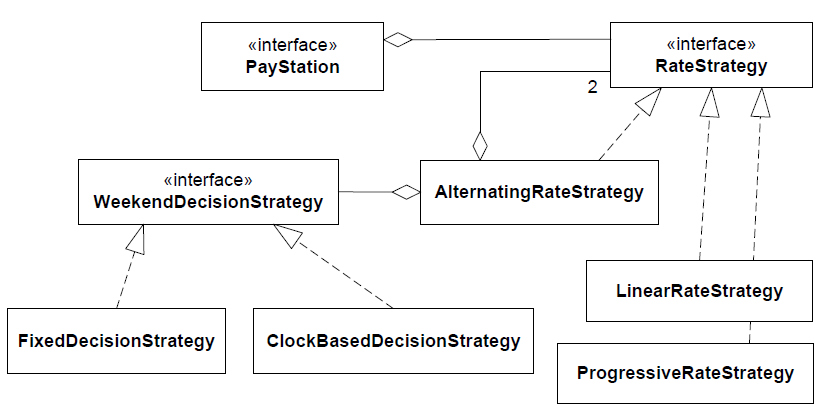 «interface»
PayStation
«interface»
RateStrategy
2
«interface»
WeekendDecisionStrategy
AlternatingRateStrategy
LinearRateStrategy
FixedDecisionStrategy
ClockBasedDecisionStrategy
ProgressiveRateStrategy